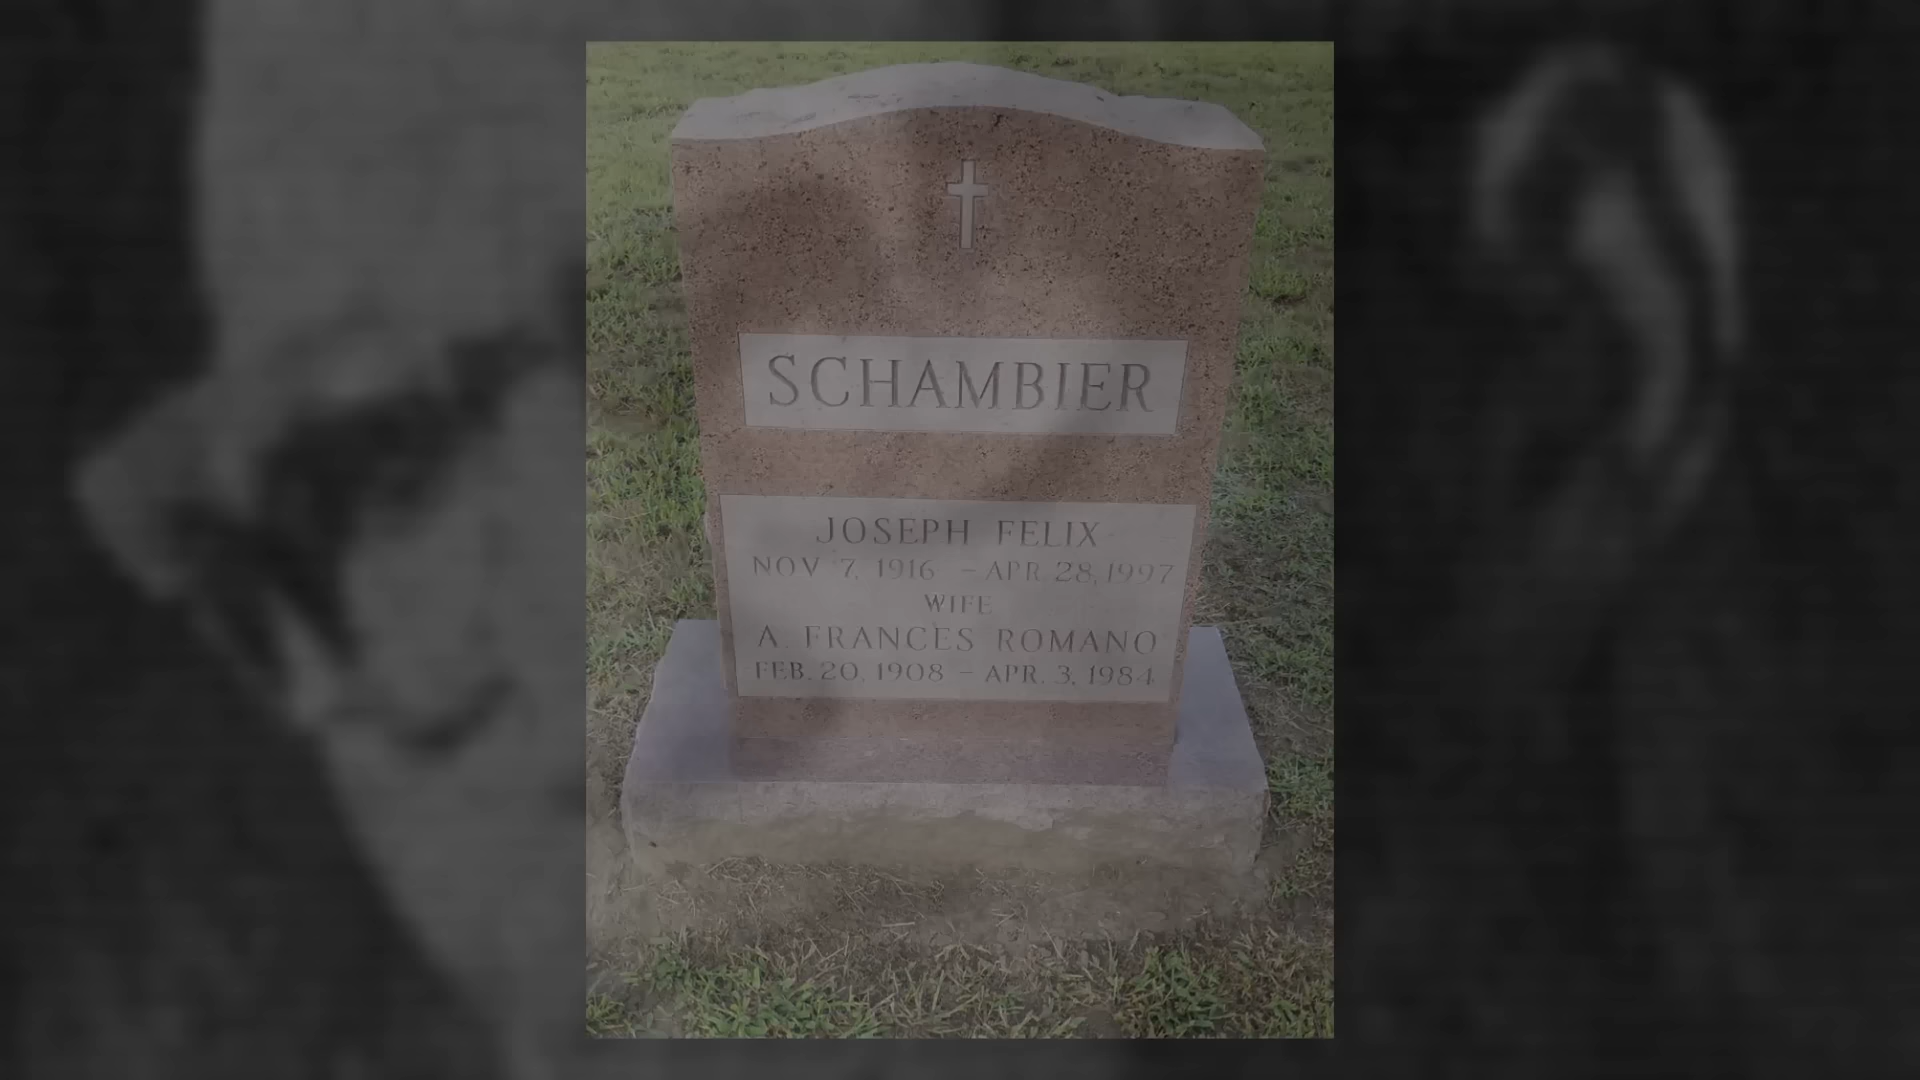 SCHAMBIER
JOSEPH FELIX
NOV 7, 1916 – APR. 28, 1997
WIFE
A. FRANCES ROMANO
FEB. 20, 1908 – APR. 3, 1984